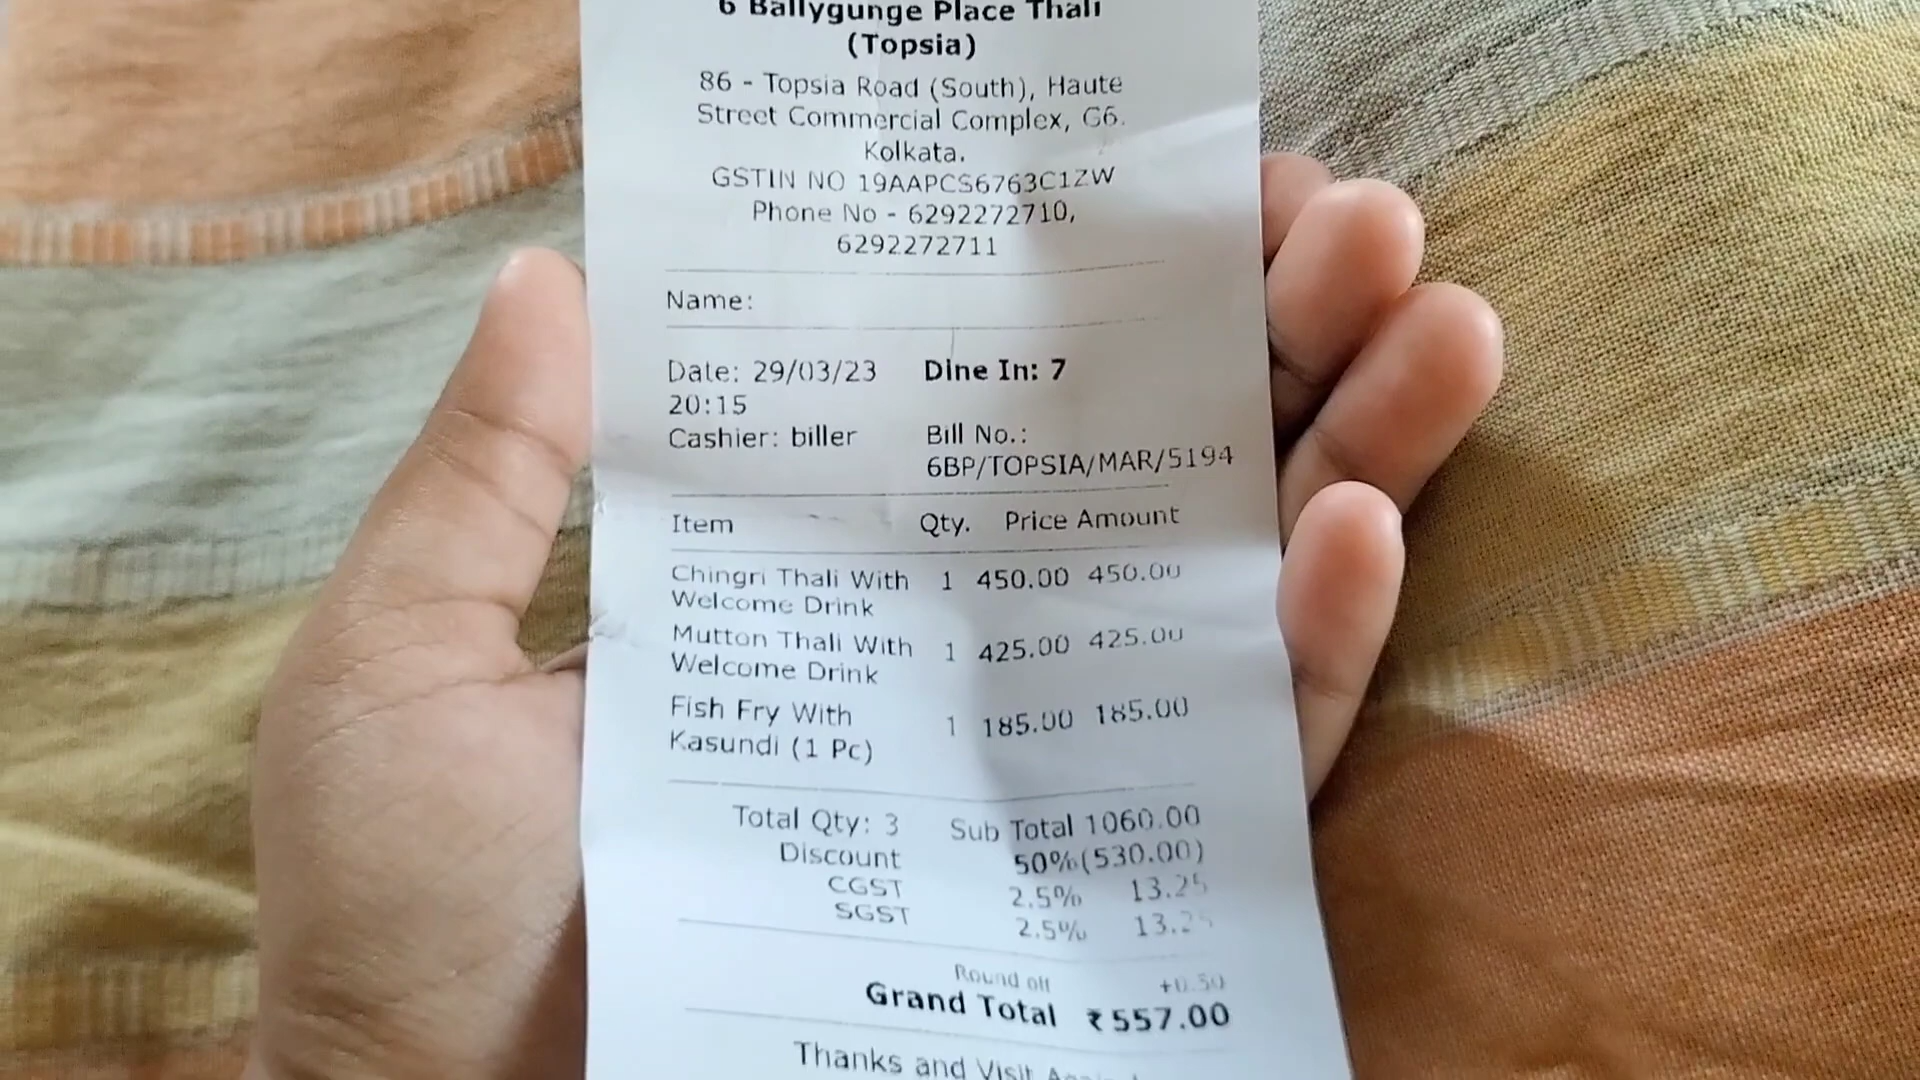 6 Ballygunge Place Thali
(Topsia)
86 - Topsia Road (South), Haute
Street Commercial Complex, G6.
Kolkata.
GSTIN NO 19AAPCS6763C1ZW
Phone No - 6292272710,
6292272711
Name:
Date: 29/03/23 Dine In: 7
20:15
Cashier: biller Bill No.:
6BP/TOPSIA/MAR/5194
Item Qty. Price Amount
Chingri Thali With 1 450.00 450.00
Welcome Drink
Mutton Thali With 1 425.00 425.00
Welcome Drink
Fish Fry With 1 185.00 185.00
Kasundi (1 Pc)
Total Qty: 3 Sub Total 1060.00
Discount 50%(530.00)
CGST 2.5% 13.25
SGST 2.5% 13.25
Round off +0.50
Grand Total ₹557.00
Thanks and Visit